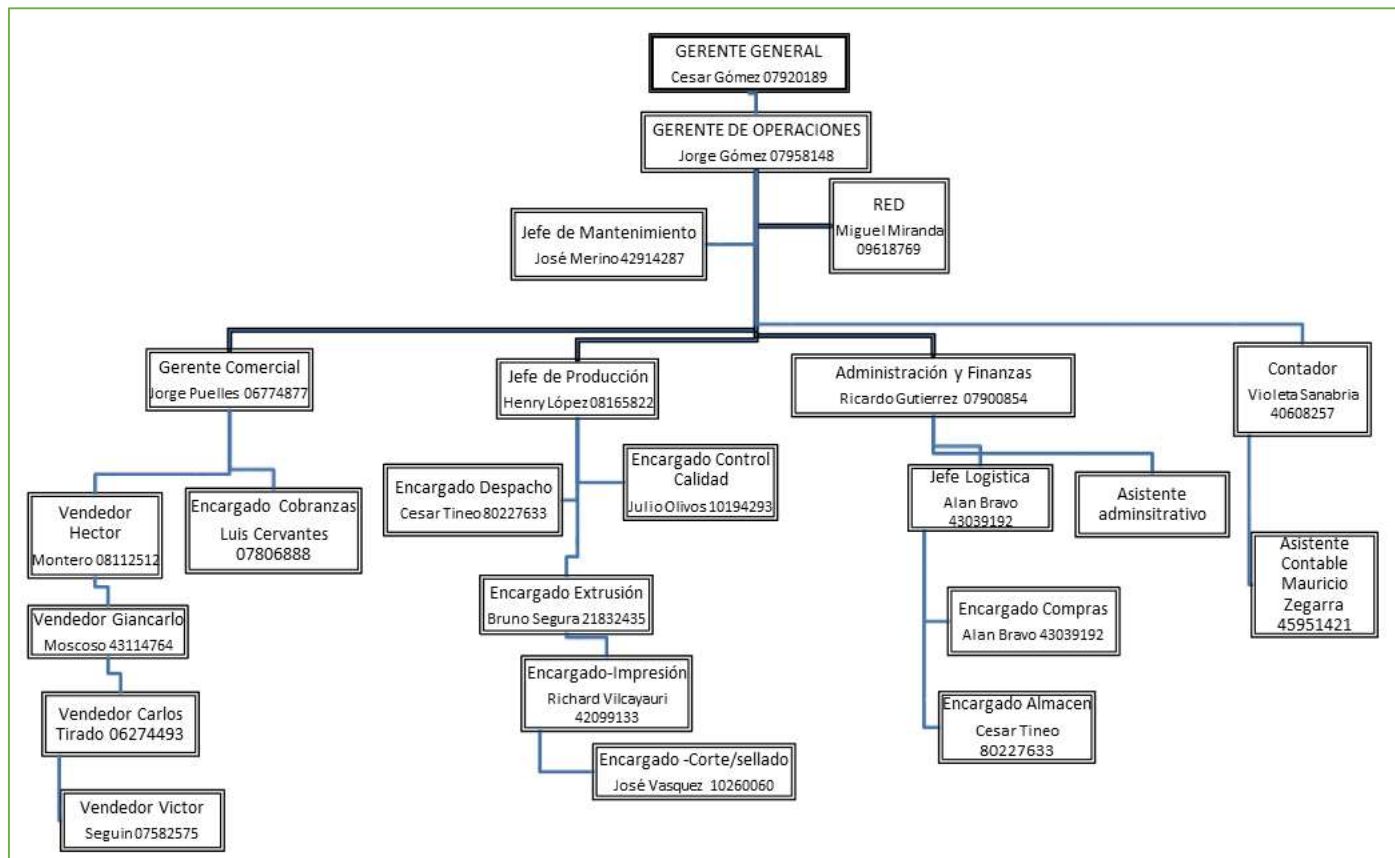 GERENTE GENERAL
Cesar Gómez 07920189
GERENTE DE OPERACIONES
Jorge Gómez 07958148
RED
Miguel Miranda
09618769
Jefe de Mantenimiento
José Merino 42914287
Gerente Comercial
Jorge Puelles 06774877
Jefe de Producción
Henry López 08165822
Administración y Finanzas
Ricardo Gutierrez 07900854
Contador
Violeta Sanabria
40608257
Vendedor
Hector
Montero 08112512
Encargado Cobranzas
Luis Cervantes
07806888
Encargado Despacho
Cesar Tineo 80227633
Encargado Control
Calidad
Julio Olivos 10194293
Jefe Logistica
Alan Bravo
43039192
Asistente
adminsitrativo
Asistente
Contable
Mauricio
Zegarra
45951421
Vendedor Giancarlo
Moscoso 43114764
Encargado Extrusión
Bruno Segura 21832435
Encargado Compras
Alan Bravo 43039192
Vendedor Carlos
Tirado 06274493
Encargado-Impresión
Richard Vilcayauri
42099133
Encargado Almacen
Cesar Tineo
80227633
Encargado -Corte/sellado
José Vasquez 10260060
Vendedor Victor
Seguin 07582575